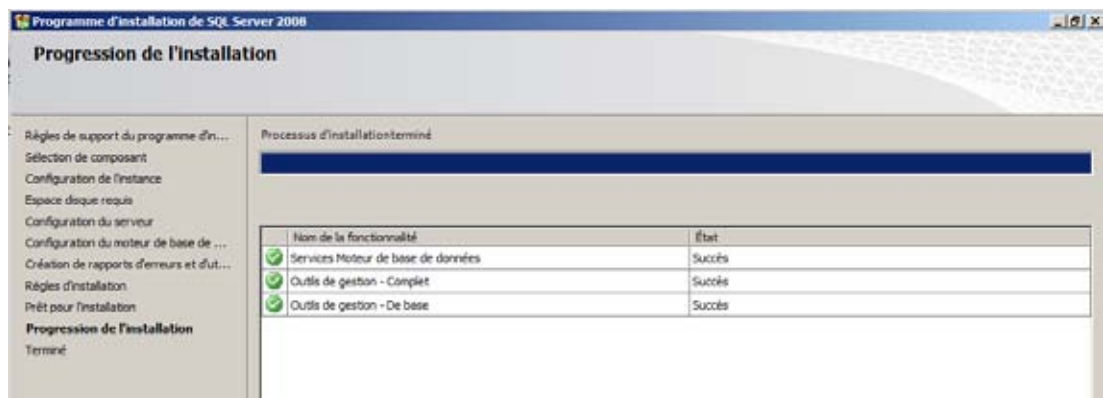 Programme d'installation de SQL Server 2008
Progression de l'installation
Règles de support du programme d'in...
Sélection de composant
Configuration de l'instance
Espace disque requis
Configuration du serveur
Configuration du moteur de base de ...
Création de rapports d'erreurs et d'ut...
Règles d'installation
Prêt pour l'installation
Progression de l'installation
Terminé
Processus d'installationterminé
Nom de la fonctionnalité État
Services Moteur de base de données Succès
Outils de gestion - Complet Succès
Outils de gestion - De base Succès